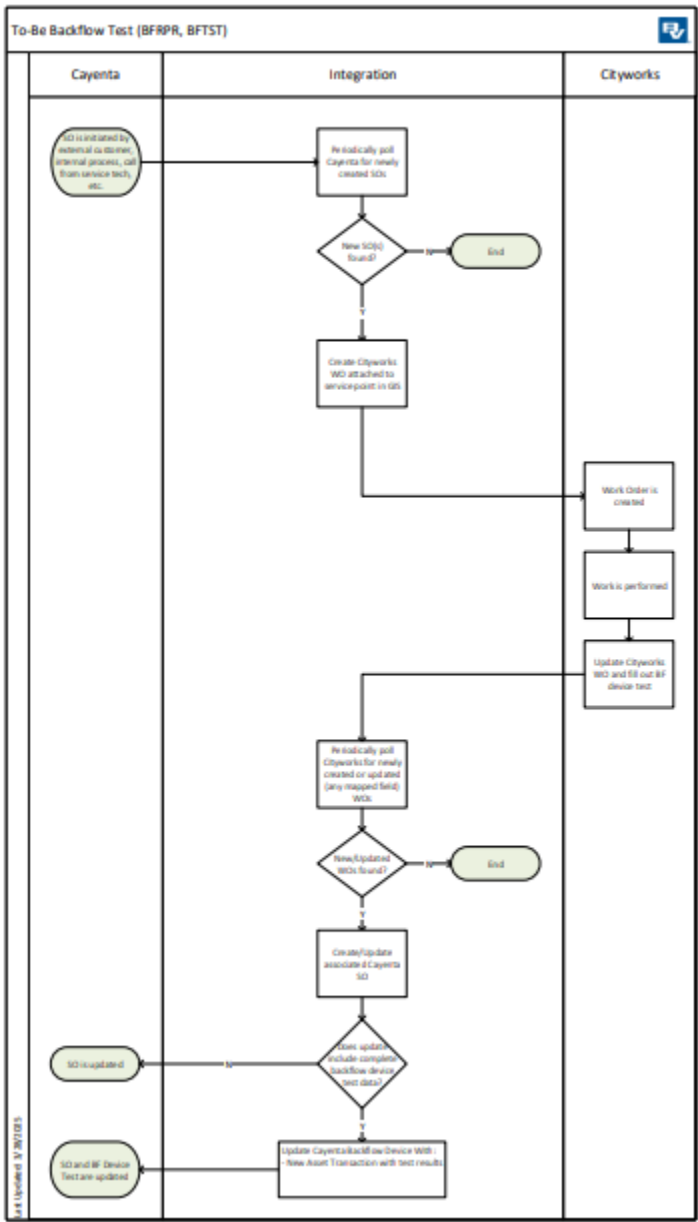 To-Be Backflow Test (BFRPR, BFTST)
Cayenta
Integration
Cityworks
SO is initiated by
external customer,
internal process, call
from service tech,
etc.
Periodically poll
Cayenta for newly
created SOs
New SO(s)
found?
N
End
Y
Create Cityworks
WO attached to
servicepoint in GIS
Work Order is
created
Work is performed
Update Cityworks
WO and fill out BF
device test
Periodically poll
Cityworks for newly
created or updated
(any mapped field)
WOs
New/Updated
WOs found?
N
End
Y
Create/Update
associated Cayenta
SO
Does update
include complete
backflow device
test data?
N
SO is updated
Y
Update Cayenta Backflow Device With:
- New Asset Transaction with test results
SO and BF Device
Test are updated
Last Updated: